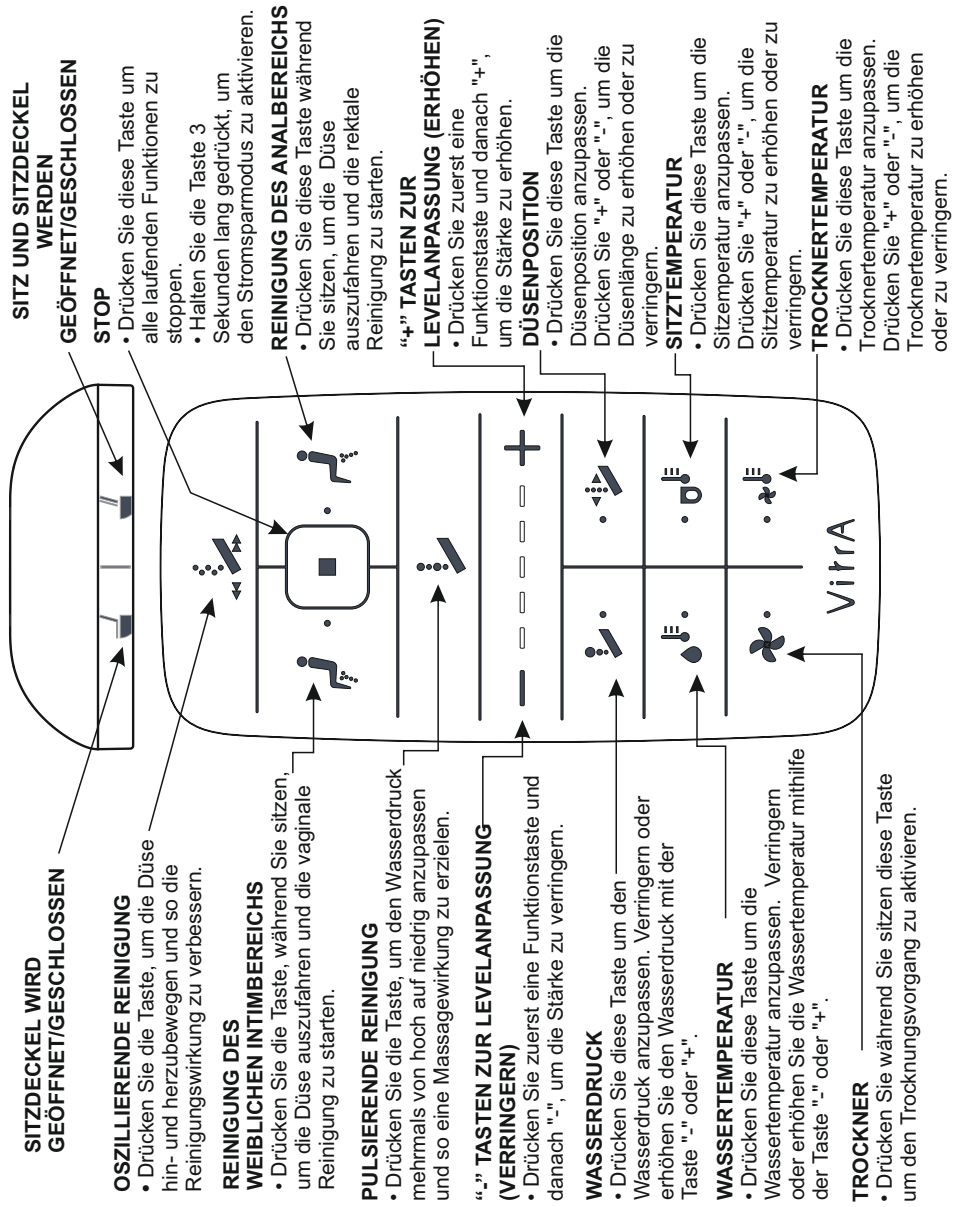 SITZDECKEL WIRD
GEÖFFNET/GESCHLOSSEN
OSZILLIERENDE REINIGUNG
• Drücken Sie die Taste, um die Düse
hin- und herzubewegen und so die
Reinigungswirkung zu verbessern.
REINIGUNG DES
WEIBLICHEN INTIMBEREICHS
• Drücken Sie die Taste, während Sie sitzen,
um die Düse auszufahren und die vaginale
Reinigung zu starten.
PULSIERENDE REINIGUNG
• Drücken Sie die Taste, um den Wasserdruck
mehrmals von hoch auf niedrig anzupassen
und so eine Massagewirkung zu erzielen.
“-” TASTEN ZUR LEVELANPASSUNG
(VERRINGERN)
• Drücken Sie zuerst eine Funktionstaste und
danach "-", um die Stärke zu verringern.
WASSERDRUCK
• Drücken Sie diese Taste um den
Wasserdruck anzupassen. Verringern oder
erhöhen Sie den Wasserdruck mit der
Taste "-" oder "+".
WASSERTEMPERATUR
• Drücken Sie diese Taste um die
Wassertemperatur anzupassen. Verringern
oder erhöhen Sie die Wassertemperatur mithilfe
der Taste "-" oder "+".
TROCKNER
• Drücken Sie während Sie sitzen diese Taste
um den Trocknungsvorgang zu aktivieren.
VitrA
SITZ UND SITZDECKEL
WERDEN
GEÖFFNET/GESCHLOSSEN
STOP
• Drücken Sie diese Taste um
alle laufenden Funktionen zu
stoppen.
• Halten Sie die Taste 3
Sekunden lang gedrückt, um
den Stromsparmodus zu aktivieren.
REINIGUNG DES ANALBEREICHS
• Drücken Sie diese Taste während
Sie sitzen, um die Düse
auszufahren und die rektale
Reinigung zu starten.
“+” TASTEN ZUR
LEVELANPASSUNG (ERHÖHEN)
• Drücken Sie zuerst eine
Funktionstaste und danach "+",
um die Stärke zu erhöhen.
DÜSENPOSITION
• Drücken Sie diese Taste um die
Düsenposition anzupassen.
Drücken Sie "+" oder "-", um die
Düsenlänge zu erhöhen oder zu
verringern.
SITZTEMPERATUR
• Drücken Sie diese Taste um die
Sitzenperatur anzupassen.
Drücken Sie "+" oder "-", um die
Sitztemperatur zu erhöhen oder zu
verringern.
TROCKNERTEMPERATUR
• Drücken Sie diese Taste um die
Trocknertemperatur anzupassen.
Drücken Sie "+" oder "-", um die
Trocknertemperatur zu erhöhen
oder zu verringern.